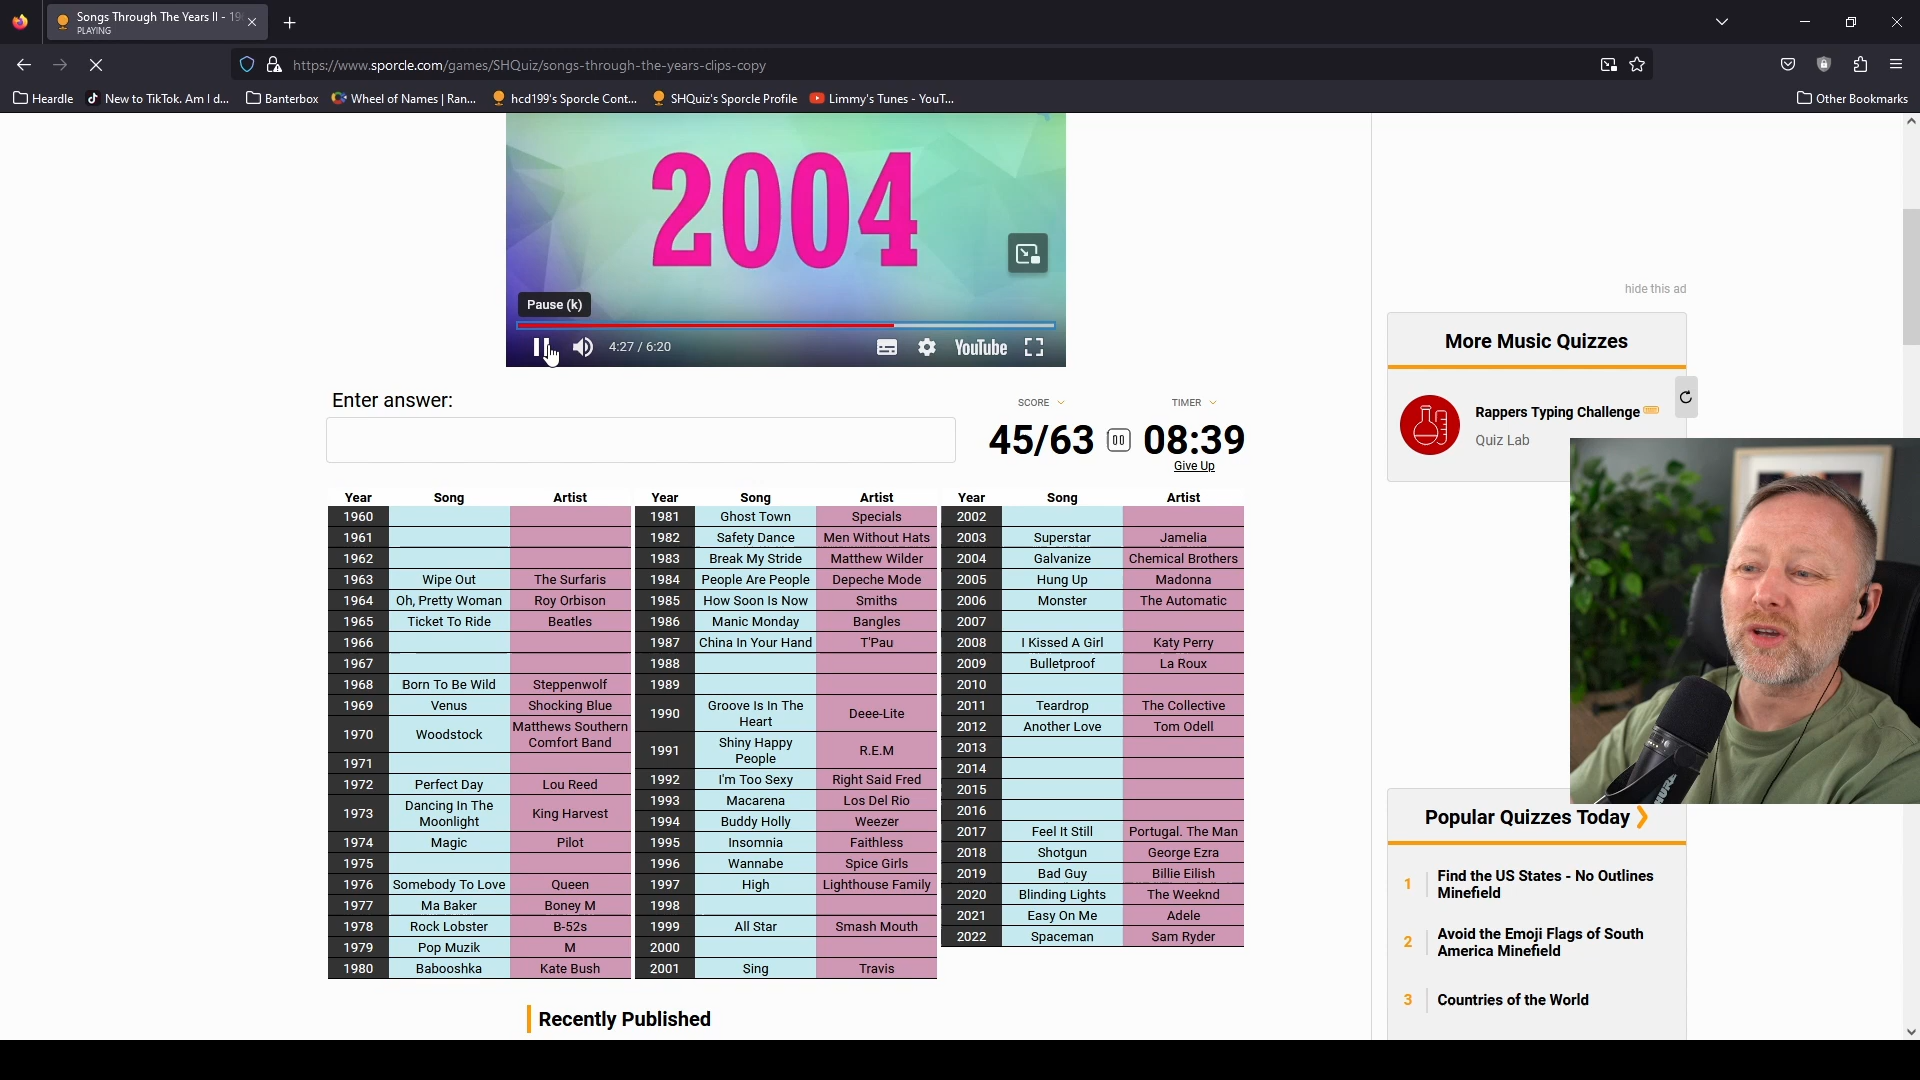 Songs Through The Years II - 19
PLAYING
https://www.sporcle.com/games/SHQuiz/songs-through-the-years-clips-copy
Heardle
New to TikTok. Am I d...
Banterbox
Wheel of Names | Ran...
hcd199's Sporcle Cont...
SHQuiz's Sporcle Profile
Limmy's Tunes - YouT...
Other Bookmarks
2004
Pause (k)
4:27 / 6:20
YouTube
hide this ad
More Music Quizzes
Rappers Typing Challenge
Quiz Lab
Enter answer:
SCORE
TIMER
45/63
08:39
Give Up
Year Song Artist
1960
1961
1962
1963 Wipe Out The Surfaris
1964 Oh, Pretty Woman Roy Orbison
1965 Ticket To Ride Beatles
1966
1967
1968 Born To Be Wild Steppenwolf
1969 Venus Shocking Blue
1970 Woodstock Matthews Southern
Comfort Band
1971
1972 Perfect Day Lou Reed
1973 Dancing In The
Moonlight King Harvest
1974 Magic Pilot
1975
1976 Somebody To Love Queen
1977 Ma Baker Boney M
1978 Rock Lobster B-52s
1979 Pop Muzik M
1980 Babooshka Kate Bush
Year Song Artist
1981 Ghost Town Specials
1982 Safety Dance Men Without Hats
1983 Break My Stride Matthew Wilder
1984 People Are People Depeche Mode
1985 How Soon Is Now Smiths
1986 Manic Monday Bangles
1987 China In Your Hand T'Pau
1988
1989
1990 Groove Is In The
Heart Deee-Lite
1991 Shiny Happy
People R.E.M
1992 I'm Too Sexy Right Said Fred
1993 Macarena Los Del Rio
1994 Buddy Holly Weezer
1995 Insomnia Faithless
1996 Wannabe Spice Girls
1997 High Lighthouse Family
1998
1999 All Star Smash Mouth
2000
2001 Sing Travis
Year Song Artist
2002
2003 Superstar Jamelia
2004 Galvanize Chemical Brothers
2005 Hung Up Madonna
2006 Monster The Automatic
2007
2008 I Kissed A Girl Katy Perry
2009 Bulletproof La Roux
2010
2011 Teardrop The Collective
2012 Another Love Tom Odell
2013
2014
2015
2016
2017 Feel It Still Portugal. The Man
2018 Shotgun George Ezra
2019 Bad Guy Billie Eilish
2020 Blinding Lights The Weeknd
2021 Easy On Me Adele
2022 Spaceman Sam Ryder
Popular Quizzes Today
1 Find the US States - No Outlines
Minefield
2 Avoid the Emoji Flags of South
America Minefield
3 Countries of the World
Recently Published